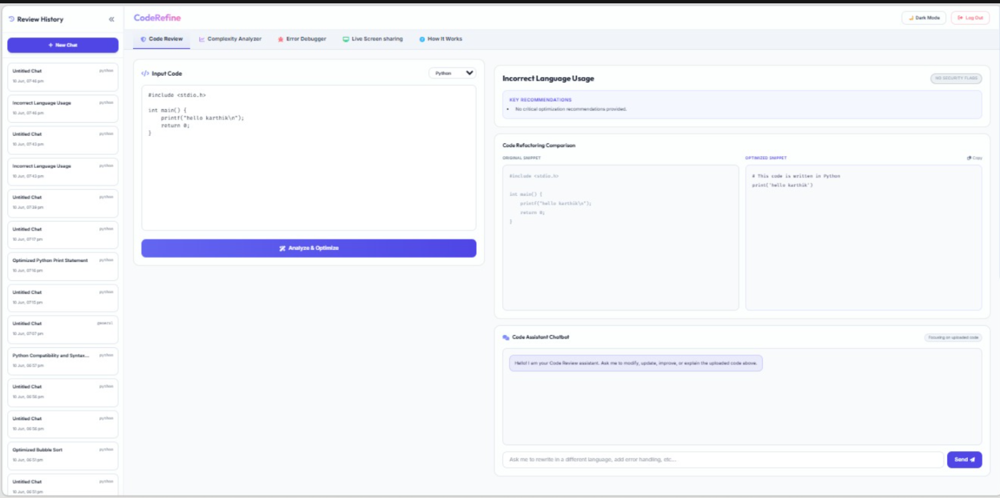 Review History
New Chat
Untitled Chat python
10 Jun, 07:46 pm
Incorrect Language Usage python
10 Jun, 07:46 pm
Untitled Chat python
10 Jun, 07:43 pm
Incorrect Language Usage python
10 Jun, 07:43 pm
Untitled Chat python
10 Jun, 07:39 pm
Untitled Chat python
10 Jun, 07:17 pm
Optimized Python Print Statement python
10 Jun, 07:16 pm
Untitled Chat python
10 Jun, 07:15 pm
Untitled Chat general
10 Jun, 07:07 pm
Python Compatibility and Syntax... python
10 Jun, 06:57 pm
Untitled Chat python
10 Jun, 06:56 pm
Untitled Chat python
10 Jun, 06:56 pm
Optimized Bubble Sort python
10 Jun, 06:51 pm
Untitled Chat python
10 Jun, 06:51 pm
CodeRefine
Dark Mode
Log Out
Code Review
Complexity Analyzer
Error Debugger
Live Screen sharing
How It Works
</> Input Code
Python
#include <stdio.h>
int main() {
printf("hello karthik\n");
return 0;
}
Analyze & Optimize
Incorrect Language Usage
NO SECURITY FLAGS
KEY RECOMMENDATIONS
• No critical optimization recommendations provided.
Code Refactoring Comparison
ORIGINAL SNIPPET
#include <stdio.h>
int main() {
printf("hello karthik\n");
return 0;
}
OPTIMIZED SNIPPET
Copy
# This code is written in Python
print('hello karthik')
Code Assistant Chatbot
Focusing on uploaded code
Hello! I am your Code Review assistant. Ask me to modify, update, improve, or explain the uploaded code above.
Ask me to rewrite in a different language, add error handling, etc...
Send